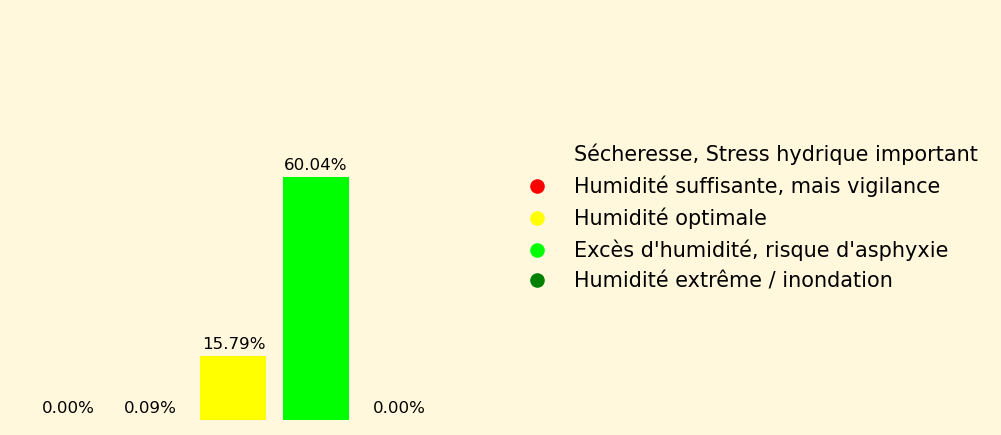 60.04%
15.79%
0.00%
0.09%
0.00%
Sécheresse, Stress hydrique important
Humidité suffisante, mais vigilance
Humidité optimale
Excès d'humidité, risque d'asphyxie
Humidité extrême / inondation